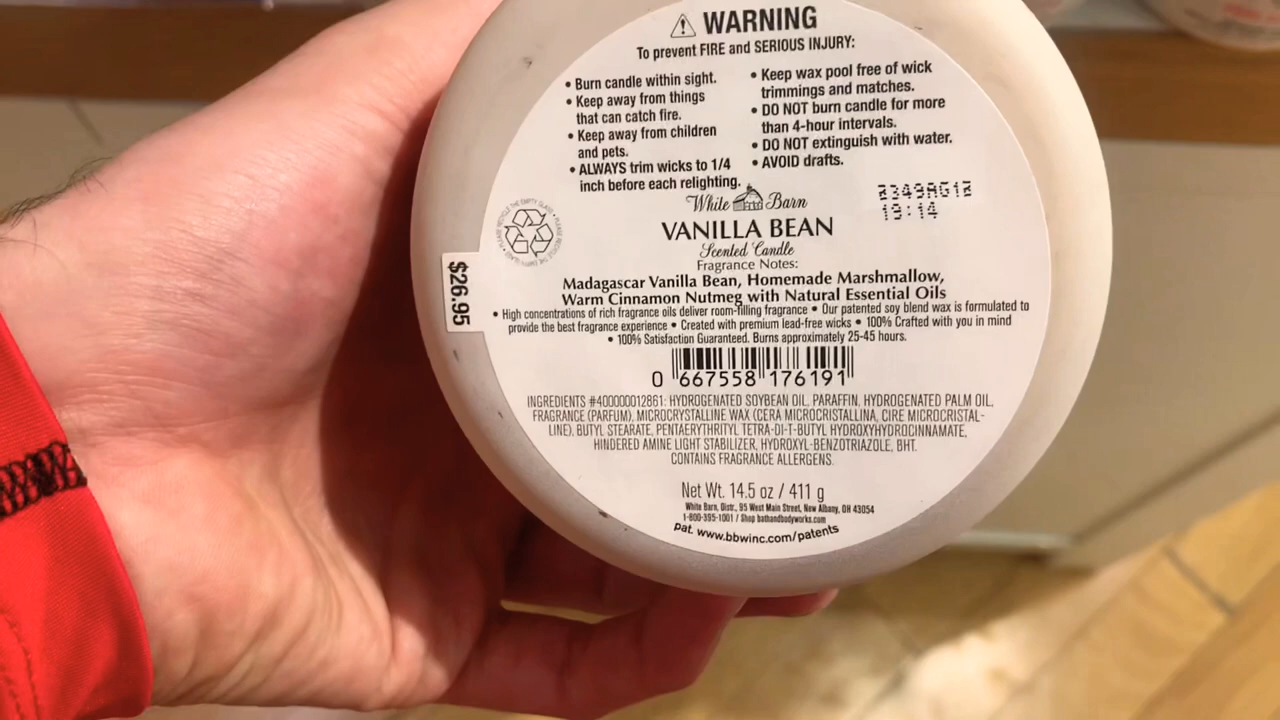 WARNING
To prevent FIRE and SERIOUS INJURY:
• Burn candle within sight.
• Keep away from things
that can catch fire.
• Keep away from children
and pets.
• ALWAYS trim wicks to 1/4
inch before each relighting.
• Keep wax pool free of wick
trimmings and matches.
• DO NOT burn candle for more
than 4-hour intervals.
• DO NOT extinguish with water.
• AVOID drafts.
White Barn
2349AG12
19:14
PLEASE RECYCLE THE EMPTY GLASS •
VANILLA BEAN
Scented Candle
Fragrance Notes:
Madagascar Vanilla Bean, Homemade Marshmallow,
Warm Cinnamon Nutmeg with Natural Essential Oils
$26.95
• High concentrations of rich fragrance oils deliver room-filling fragrance • Our patented soy blend wax is formulated to
provide the best fragrance experience • Created with premium lead-free wicks • 100% Crafted with you in mind
• 100% Satisfaction Guaranteed. Burns approximately 25-45 hours.
0 667558 176191
INGREDIENTS #400000012861: HYDROGENATED SOYBEAN OIL, PARAFFIN, HYDROGENATED PALM OIL,
FRAGRANCE (PARFUM), MICROCRYSTALLINE WAX (CERA MICROCRISTALLINA, CIRE MICROCRISTAL-
LINE), BUTYL STEARATE, PENTAERYTHRITYL TETRA-DI-T-BUTYL HYDROXYHYDROCINNAMATE,
HINDERED AMINE LIGHT STABILIZER, HYDROXYL-BENZOTRIAZOLE, BHT.
CONTAINS FRAGRANCE ALLERGENS.
Net Wt. 14.5 oz / 411 g
White Barn, Distr., 95 West Main Street, New Albany, OH 43054
1-800-395-1001 / Shop bathandbodyworks.com
pat. www.bbwinc.com/patents